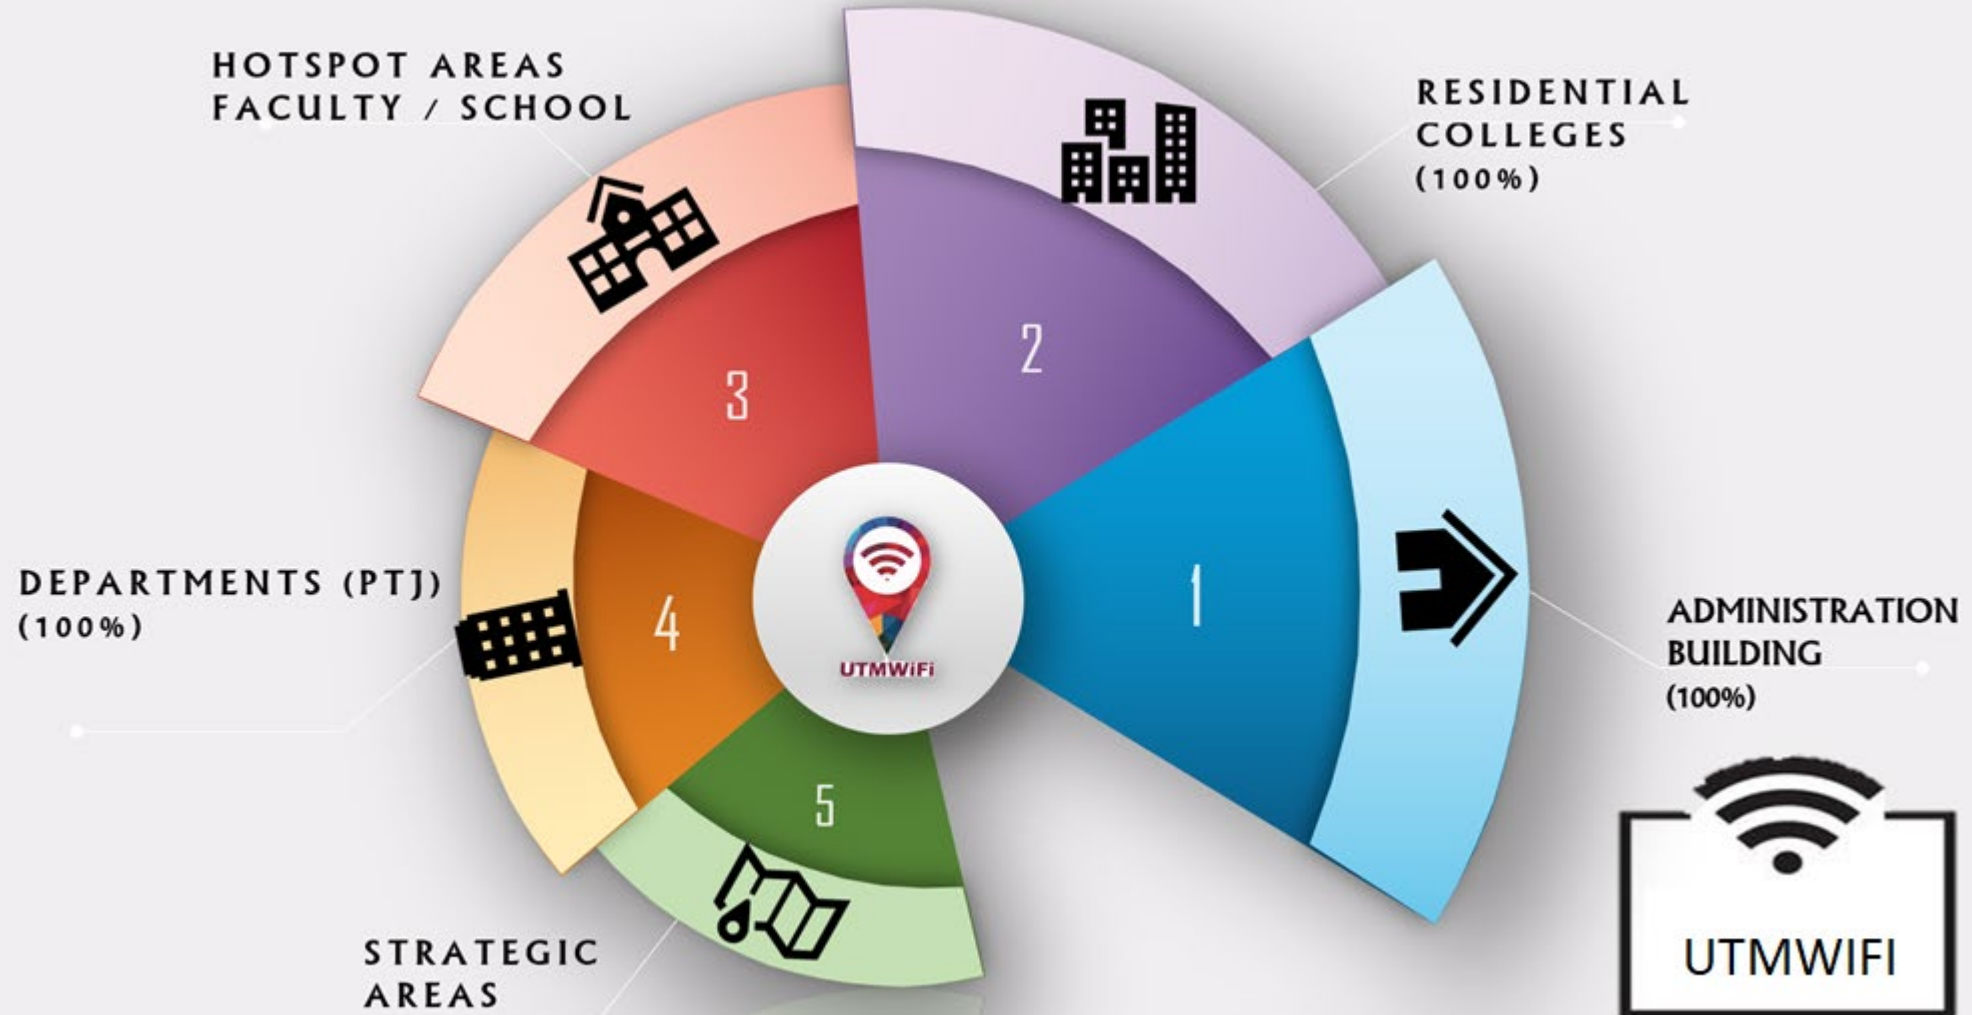 HOTSPOT AREAS
FACULTY / SCHOOL
RESIDENTIAL
COLLEGES
(100%)
3
2
DEPARTMENTS (PTJ)
(100%)
4
1
UTMWiFi
ADMINISTRATION
BUILDING
(100%)
5
STRATEGIC
AREAS
UTMWIFI